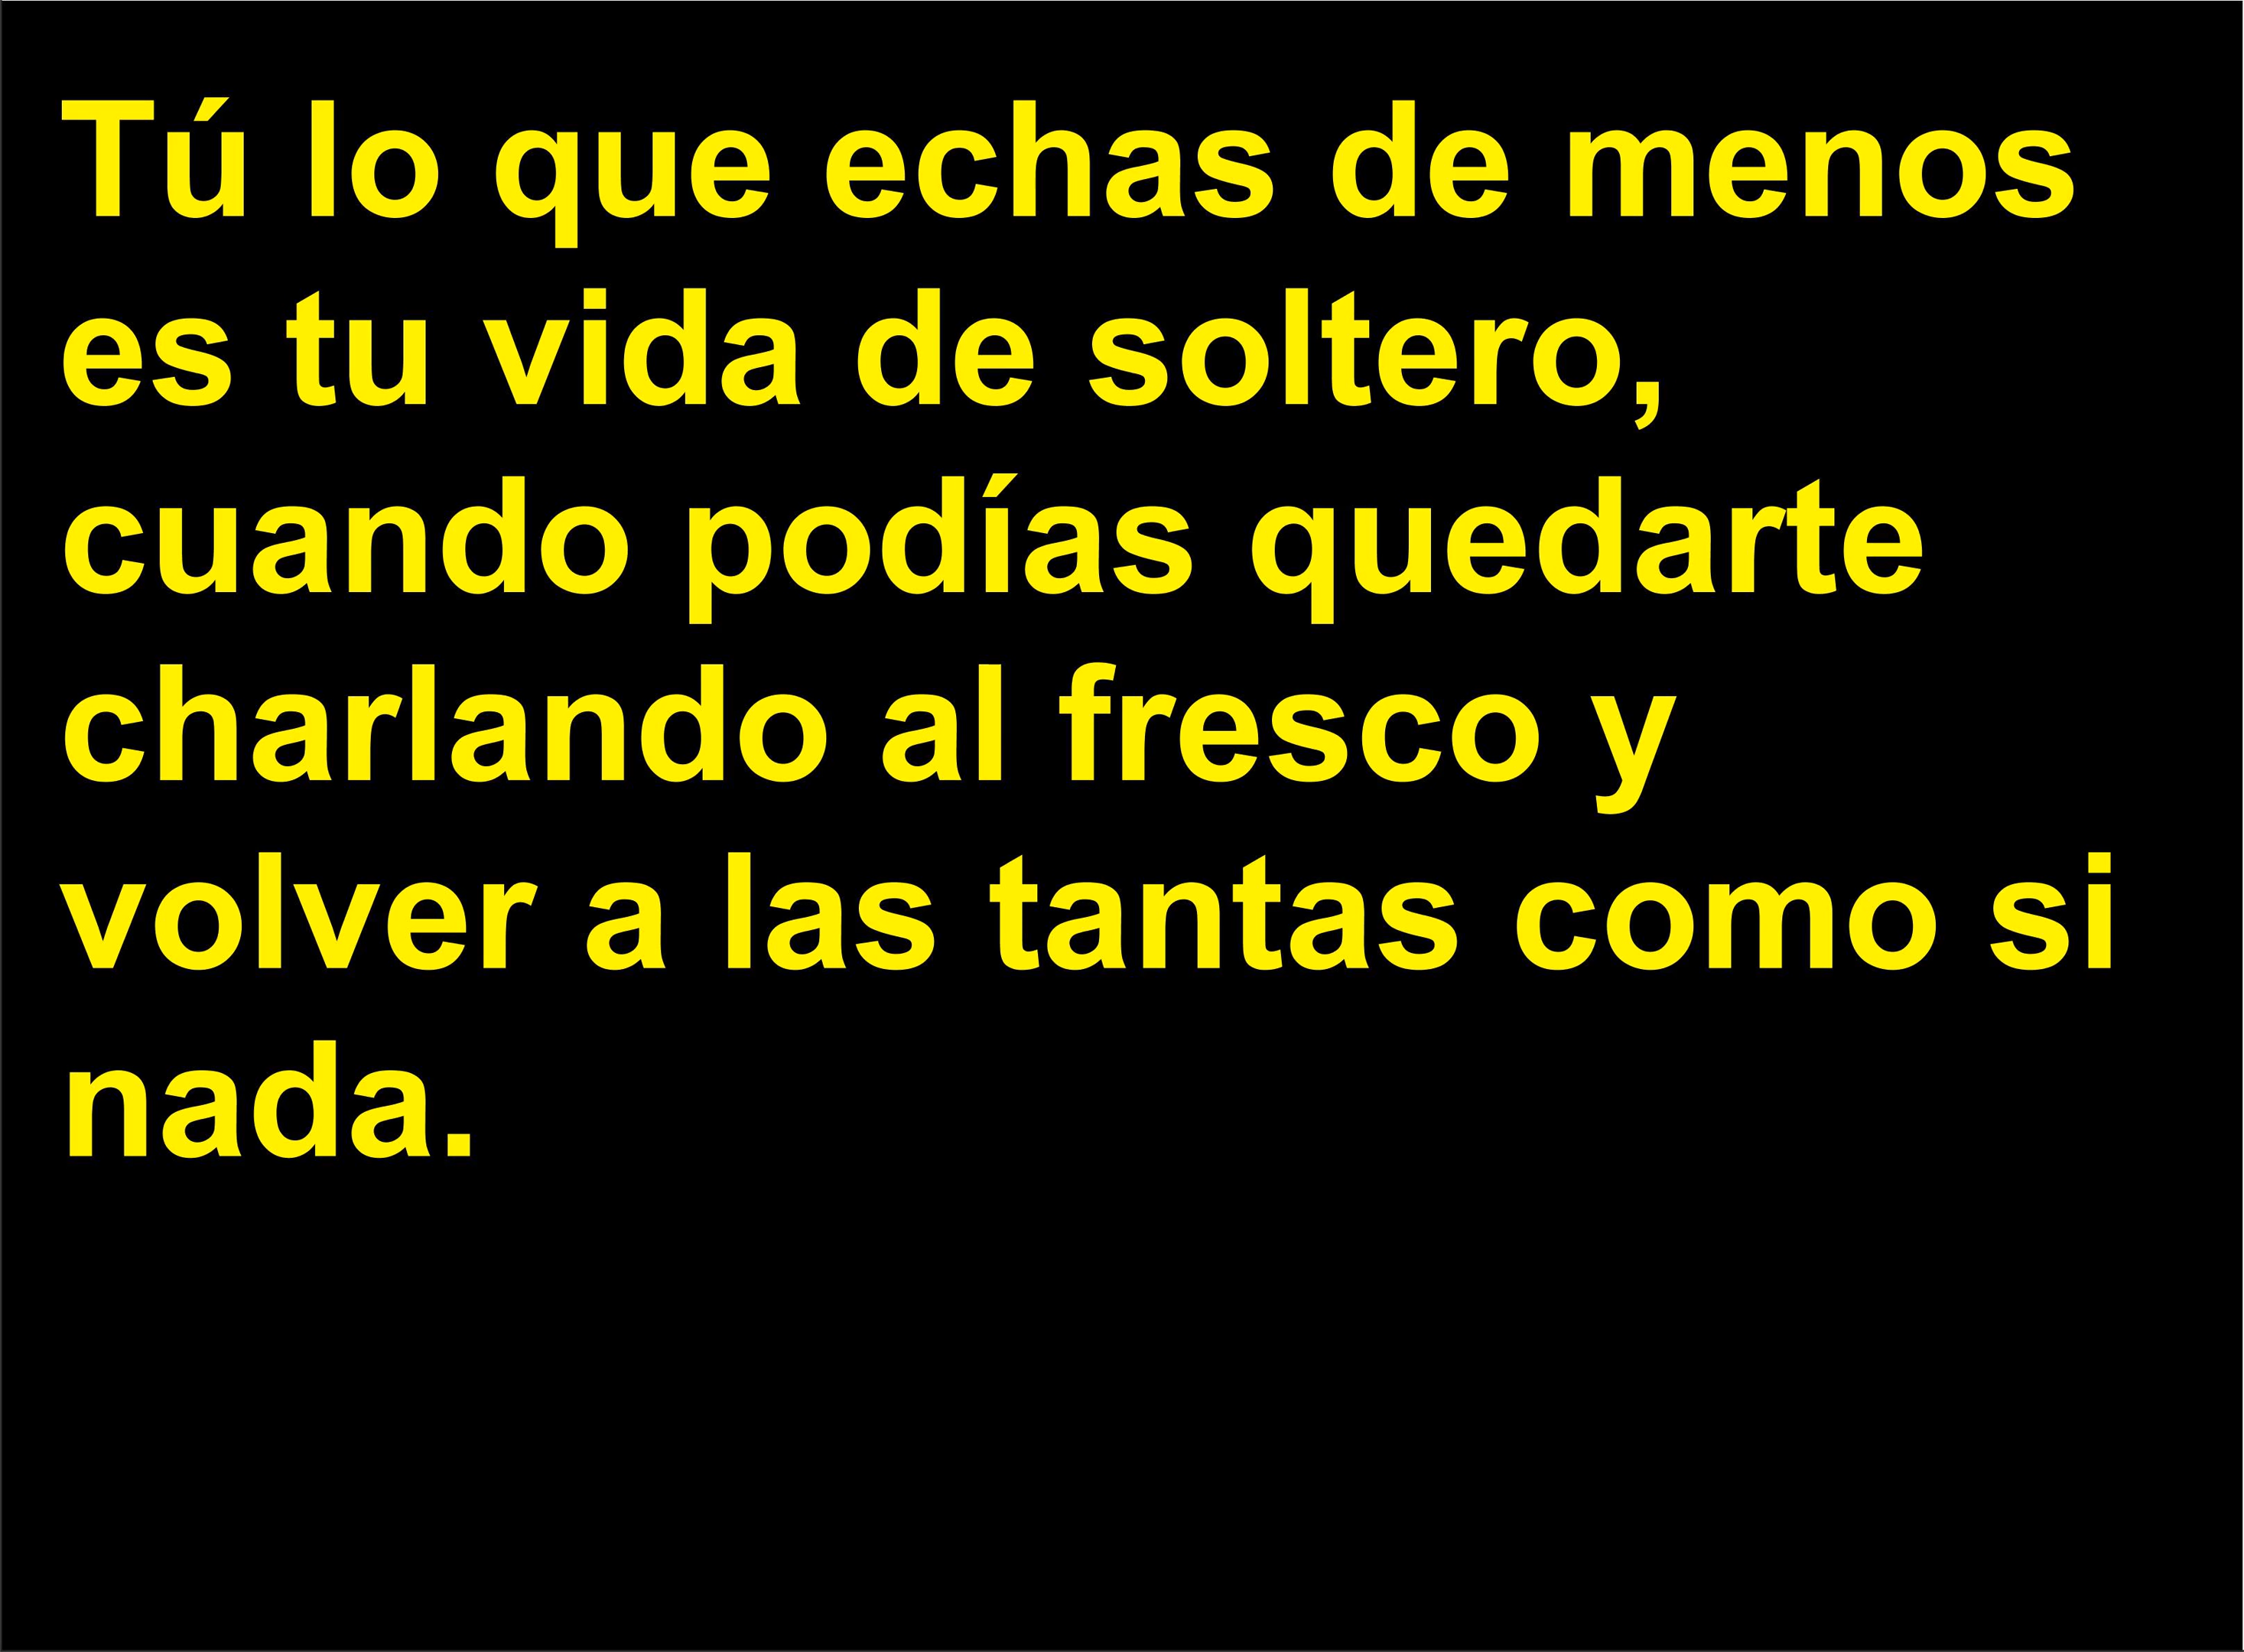 Tú lo que echas de menos
es tu vida de soltero,
cuando podías quedarte
charlando al fresco y
volver a las tantas como si
nada.